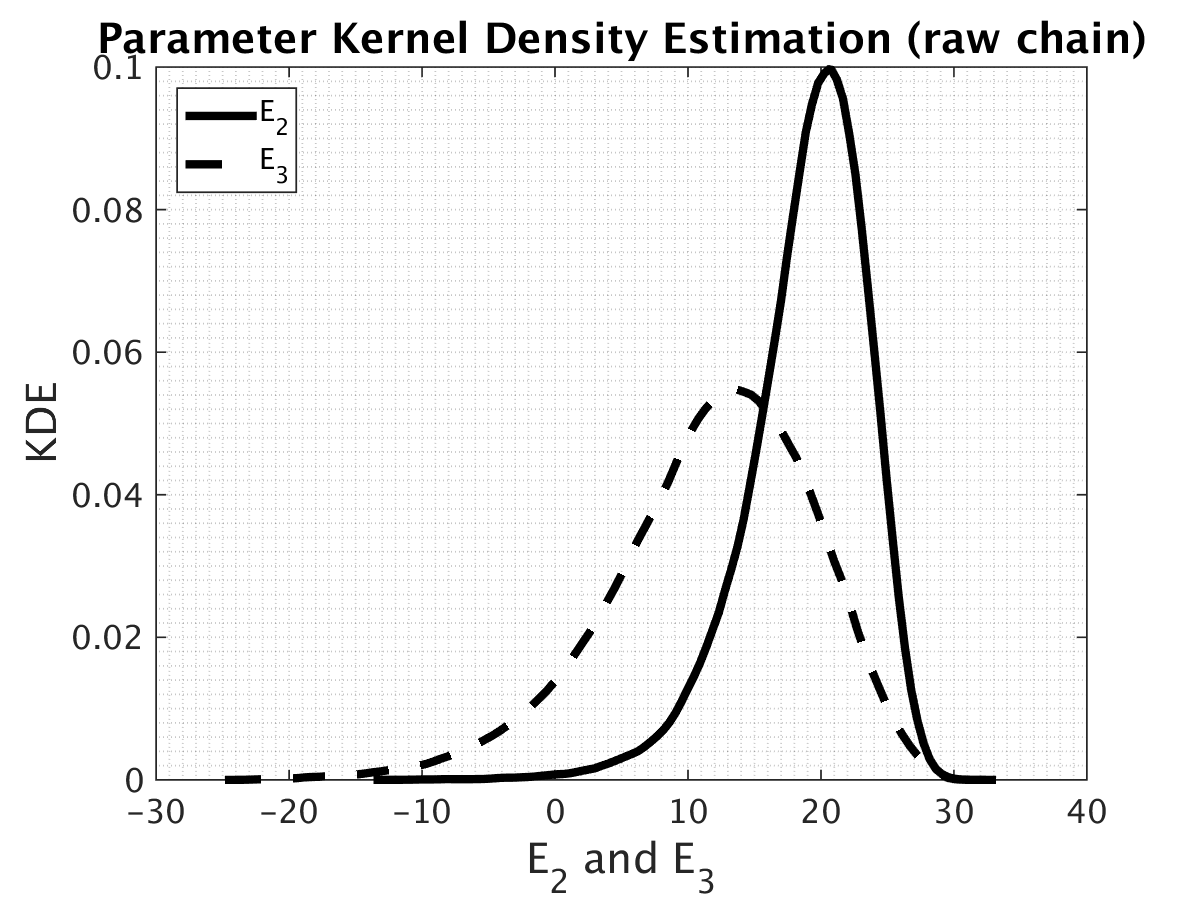 Parameter Kernel Density Estimation (raw chain)
0.1
E₂
E₃
0.08
0.06
KDE
0.04
0.02
0
−30 −20 −10 0 10 20 30 40
E₂ and E₃